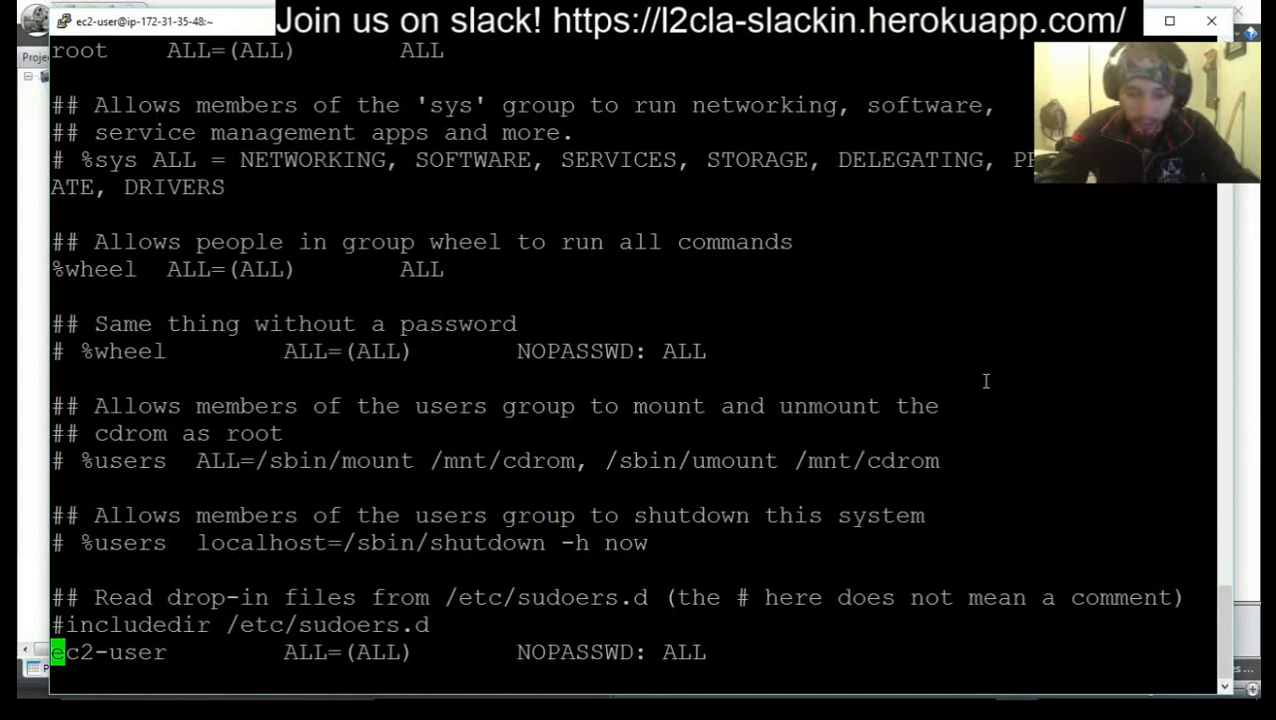 ec2-user@ip-172-31-35-48:~
Join us on slack! https://l2cla-slackin.herokuapp.com/
root ALL=(ALL) ALL
## Allows members of the 'sys' group to run networking, software,
## service management apps and more.
# %sys ALL = NETWORKING, SOFTWARE, SERVICES, STORAGE, DELEGATING,
ATE, DRIVERS
## Allows people in group wheel to run all commands
%wheel ALL=(ALL) ALL
## Same thing without a password
# %wheel ALL=(ALL) NOPASSWD: ALL
## Allows members of the users group to mount and unmount the
## cdrom as root
# %users ALL=/sbin/mount /mnt/cdrom, /sbin/umount /mnt/cdrom
## Allows members of the users group to shutdown this system
# %users localhost=/sbin/shutdown -h now
## Read drop-in files from /etc/sudoers.d (the # here does not mean a comment)
#includedir /etc/sudoers.d
ec2-user ALL=(ALL) NOPASSWD: ALL